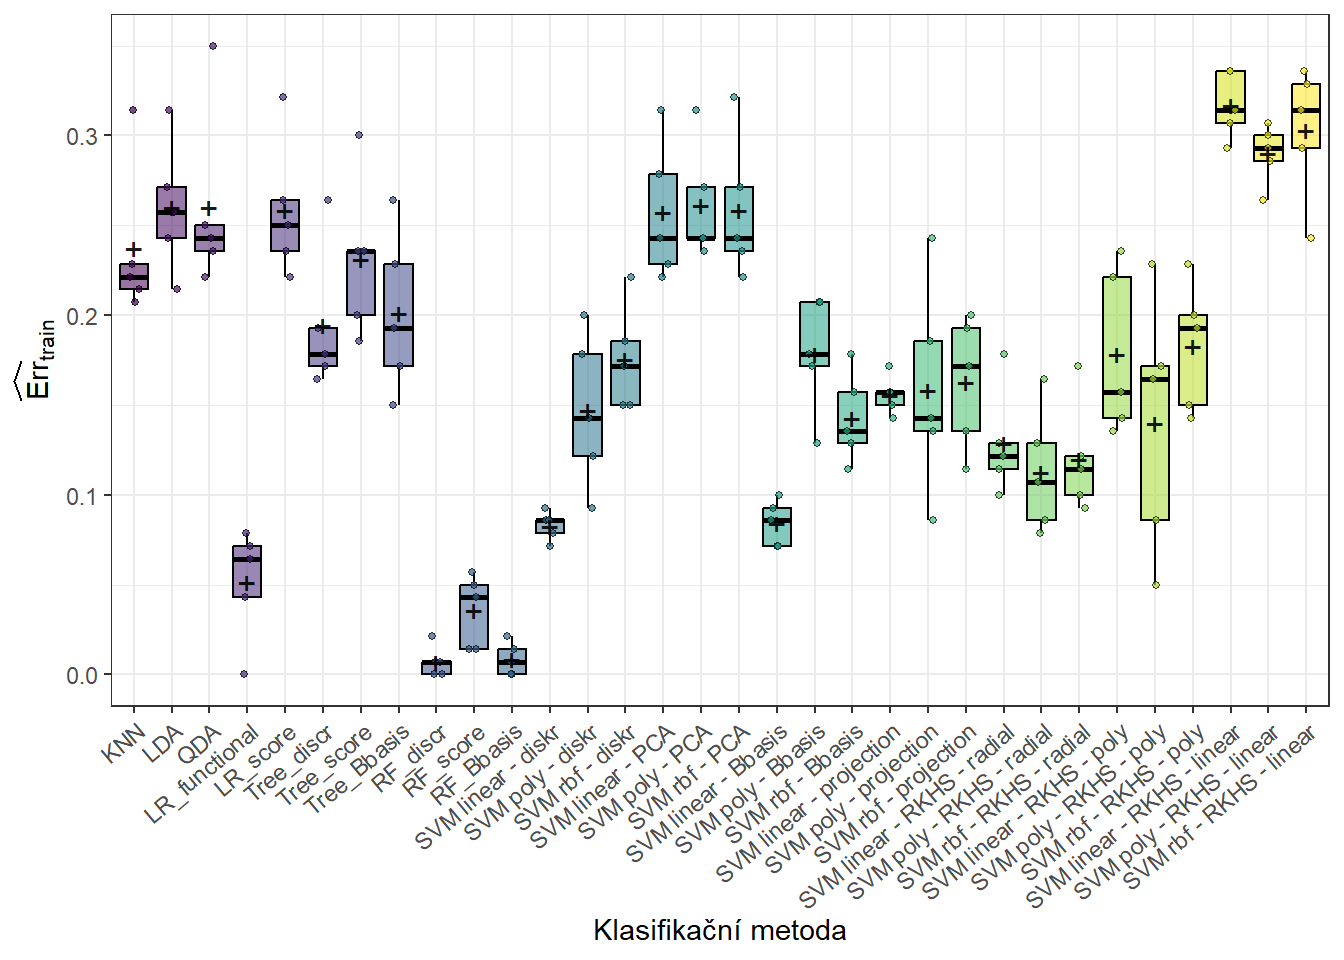 Êrr_train
0.3
0.2
0.1
0.0
KNN
LDA
QDA
LR_functional
LR_score
Tree_discr
Tree_score
Tree_Bbasis
RF_discr
RF_score
RF_Bbasis
SVM linear - diskr
SVM poly - diskr
SVM rbf - diskr
SVM linear - PCA
SVM poly - PCA
SVM rbf - PCA
SVM linear - Bbasis
SVM poly - Bbasis
SVM rbf - Bbasis
SVM linear - projection
SVM poly - projection
SVM rbf - projection
SVM linear - RKHS - radial
SVM poly - RKHS - radial
SVM rbf - RKHS - radial
SVM linear - RKHS - poly
SVM poly - RKHS - poly
SVM rbf - RKHS - poly
SVM linear - RKHS - linear
SVM poly - RKHS - linear
SVM rbf - RKHS - linear
Klasifikační metoda